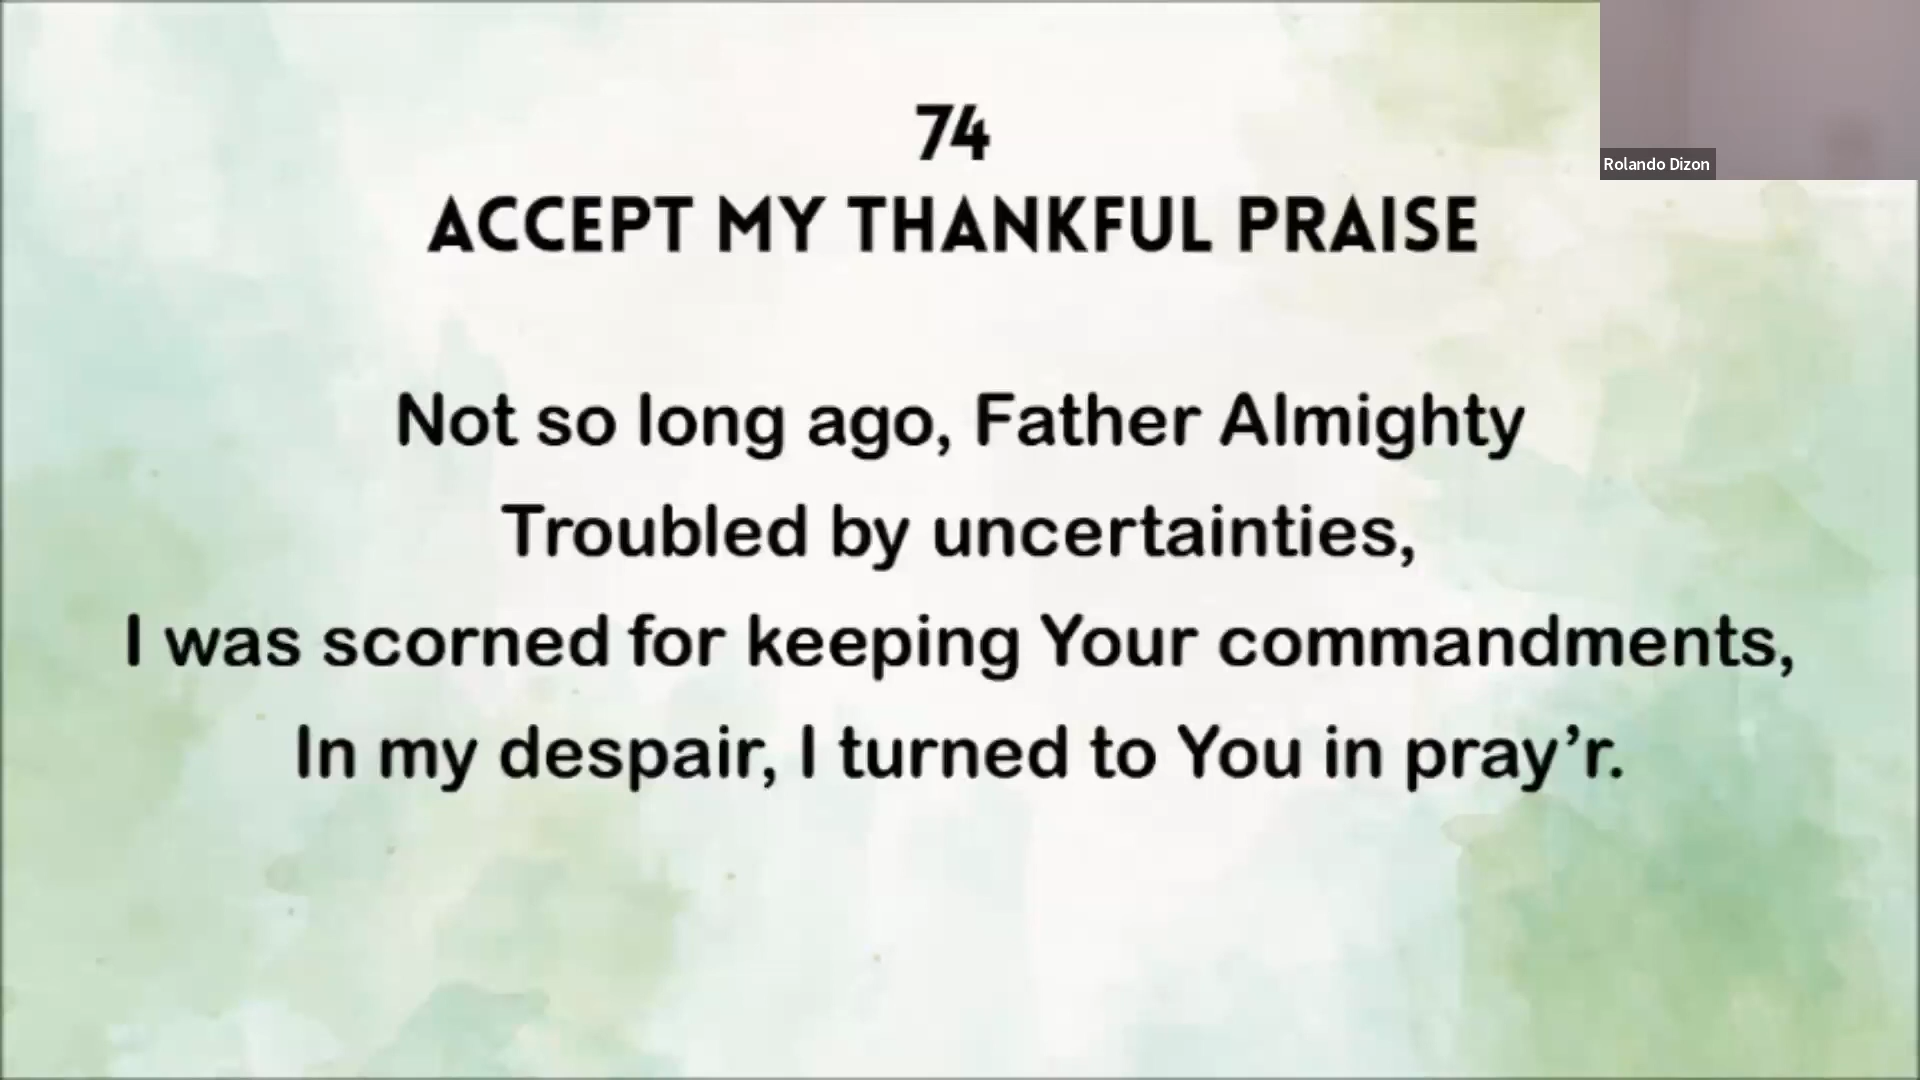 74
ACCEPT MY THANKFUL PRAISE
Not so long ago, Father Almighty
Troubled by uncertainties,
I was scorned for keeping Your commandments,
In my despair, I turned to You in pray’r.
Rolando Dizon